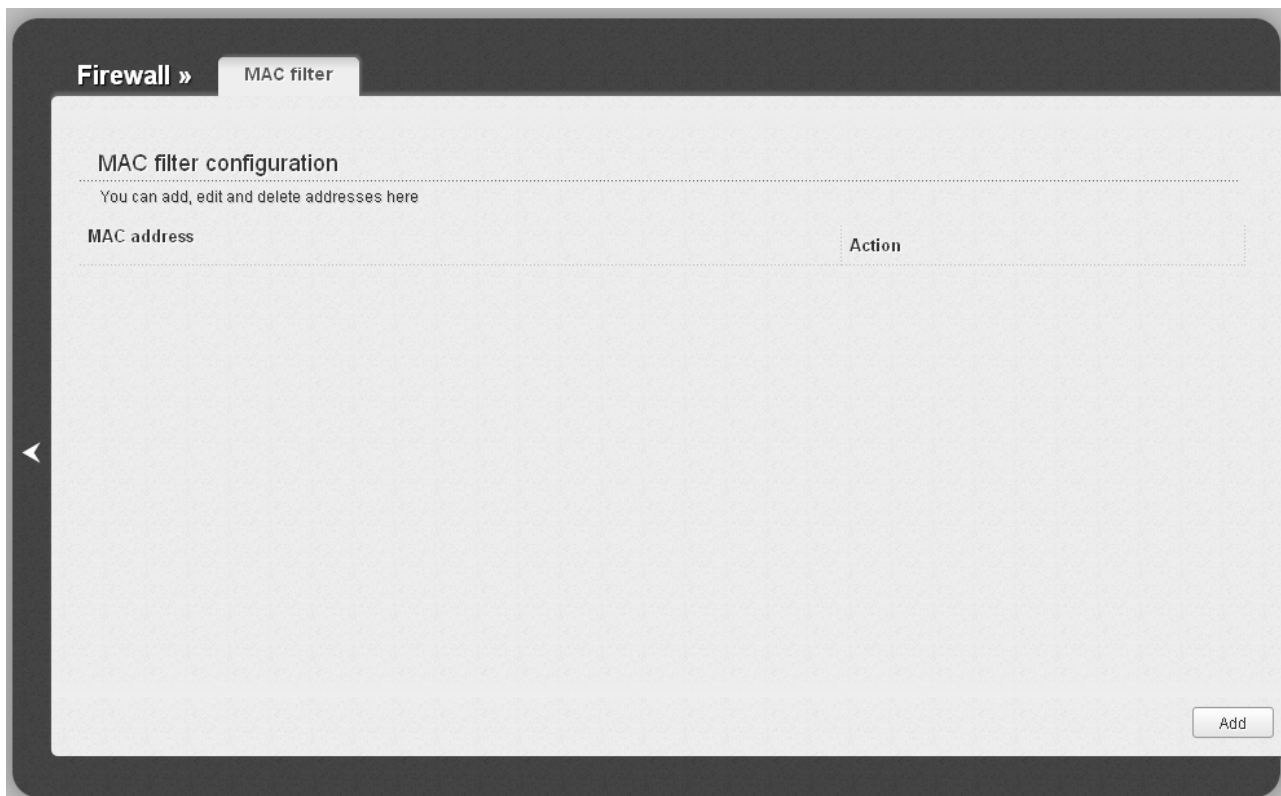 Firewall »
MAC filter
MAC filter configuration
You can add, edit and delete addresses here
MAC address
Action
Add